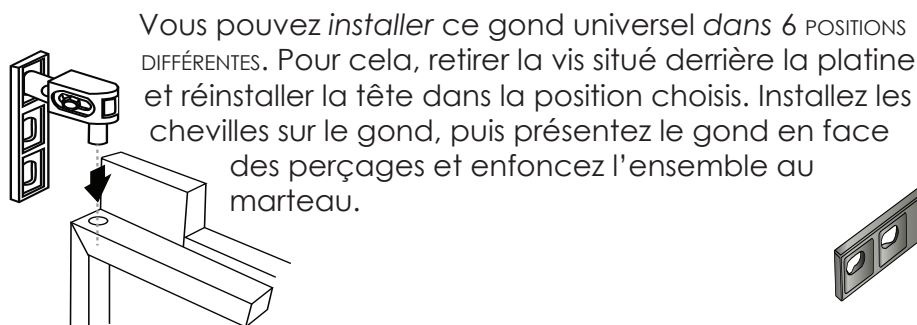 Vous pouvez installer ce gond universel dans 6 POSITIONS
DIFFÉRENTES. Pour cela, retirer la vis situé derrière la platine
et réinstaller la tête dans la position choisis. Installez les
chevilles sur le gond, puis présentez le gond en face
des perçages et enfoncez l'ensemble au
marteau.